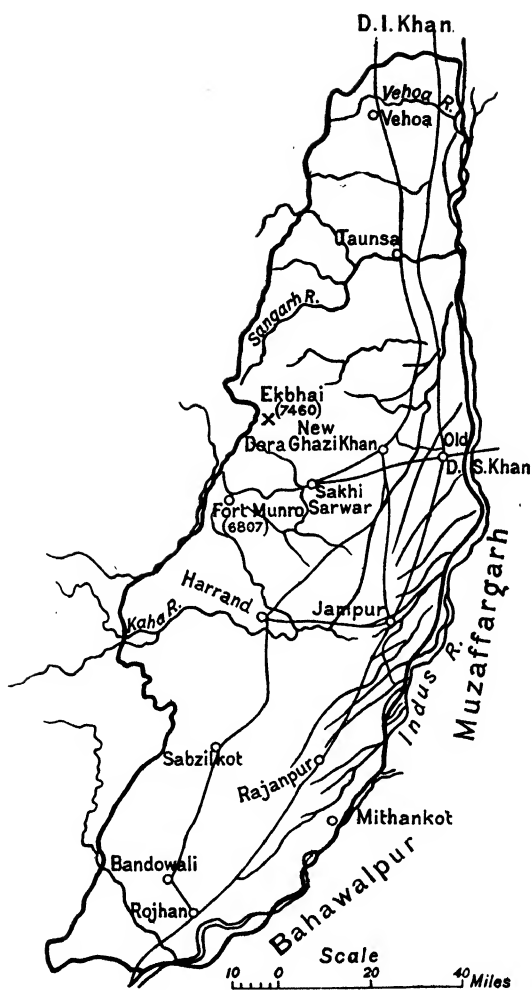 D.I.Khan
Vehoa R.
Vehoa
Taunsa
Sangarh R.
Ekbhai
(7460)
New
Dera Ghazi Khan
Old
D. S.Khan
Sakhi
Sarwar
Fort Munro
(6807)
Harrand
Jampur
Kaha R.
Indus R.
Muzaffargarh
Sabzilkot
Rajanpur
Mithankot
Bandowali
Rojhan
Bahawalpur
Scale
10 0 20 40 Miles